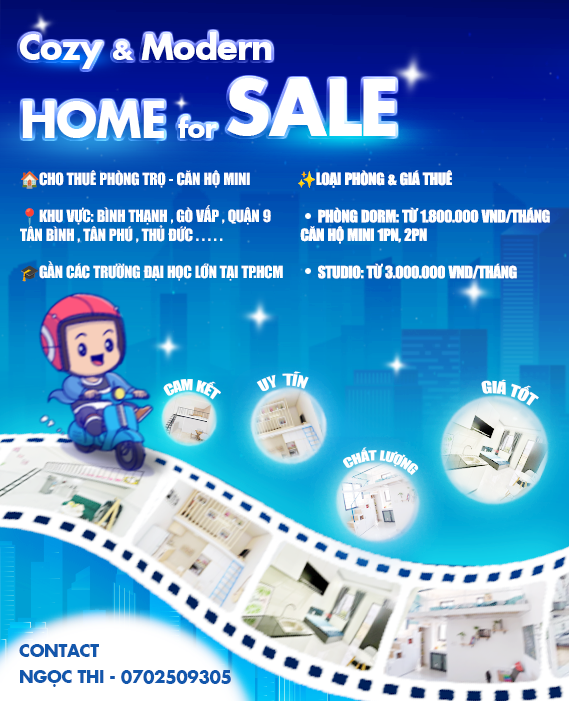 Cozy & Modern
HOME for SALE
🏠CHO THUÊ PHÒNG TRỌ - CĂN HỘ MINI
📍KHU VỰC: BÌNH THẠNH , GÒ VẤP , QUẬN 9
TÂN BÌNH , TÂN PHÚ , THỦ ĐỨC . . . . .
🎓GẦN CÁC TRƯỜNG ĐẠI HỌC LỚN TẠI TP.HCM
✨LOẠI PHÒNG & GIÁ THUÊ
• PHÒNG DORM: TỪ 1.800.000 VND/THÁNG
CĂN HỘ MINI 1PN, 2PN
• STUDIO: TỪ 3.000.000 VND/THÁNG
CAM KẾT
UY TÍN
CHẤT LƯỢNG
GIÁ TỐT
CONTACT
NGỌC THI - 0702509305